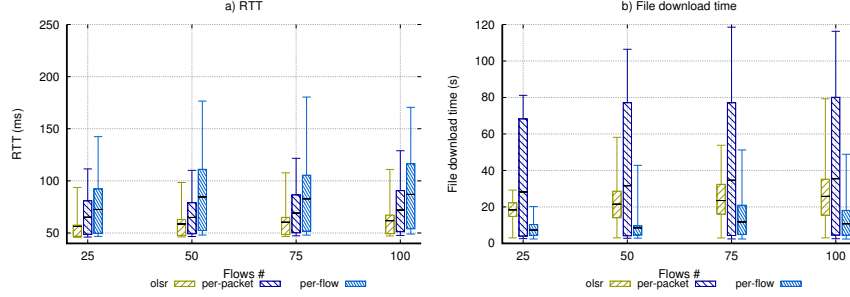 a) RTT
250
200
150
100
50
RTT (ms)
25
50
75
100
Flows #
olsr
per-packet
per-flow
b) File download time
120
100
80
60
40
20
0
File download time (s)
25
50
75
100
Flows #
olsr
per-packet
per-flow